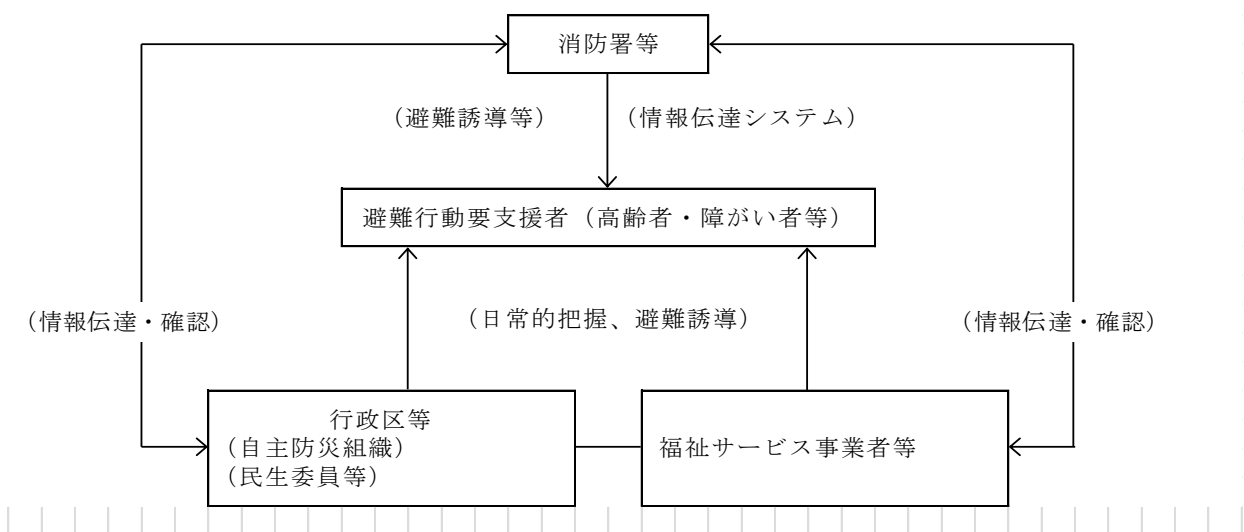 消防署等
（避難誘導等）
（情報伝達システム）
避難行動要支援者（高齢者・障がい者等）
（情報伝達・確認）
（日常的把握、避難誘導）
（情報伝達・確認）
行政区等
（自主防災組織）
（民生委員等）
福祉サービス事業者等